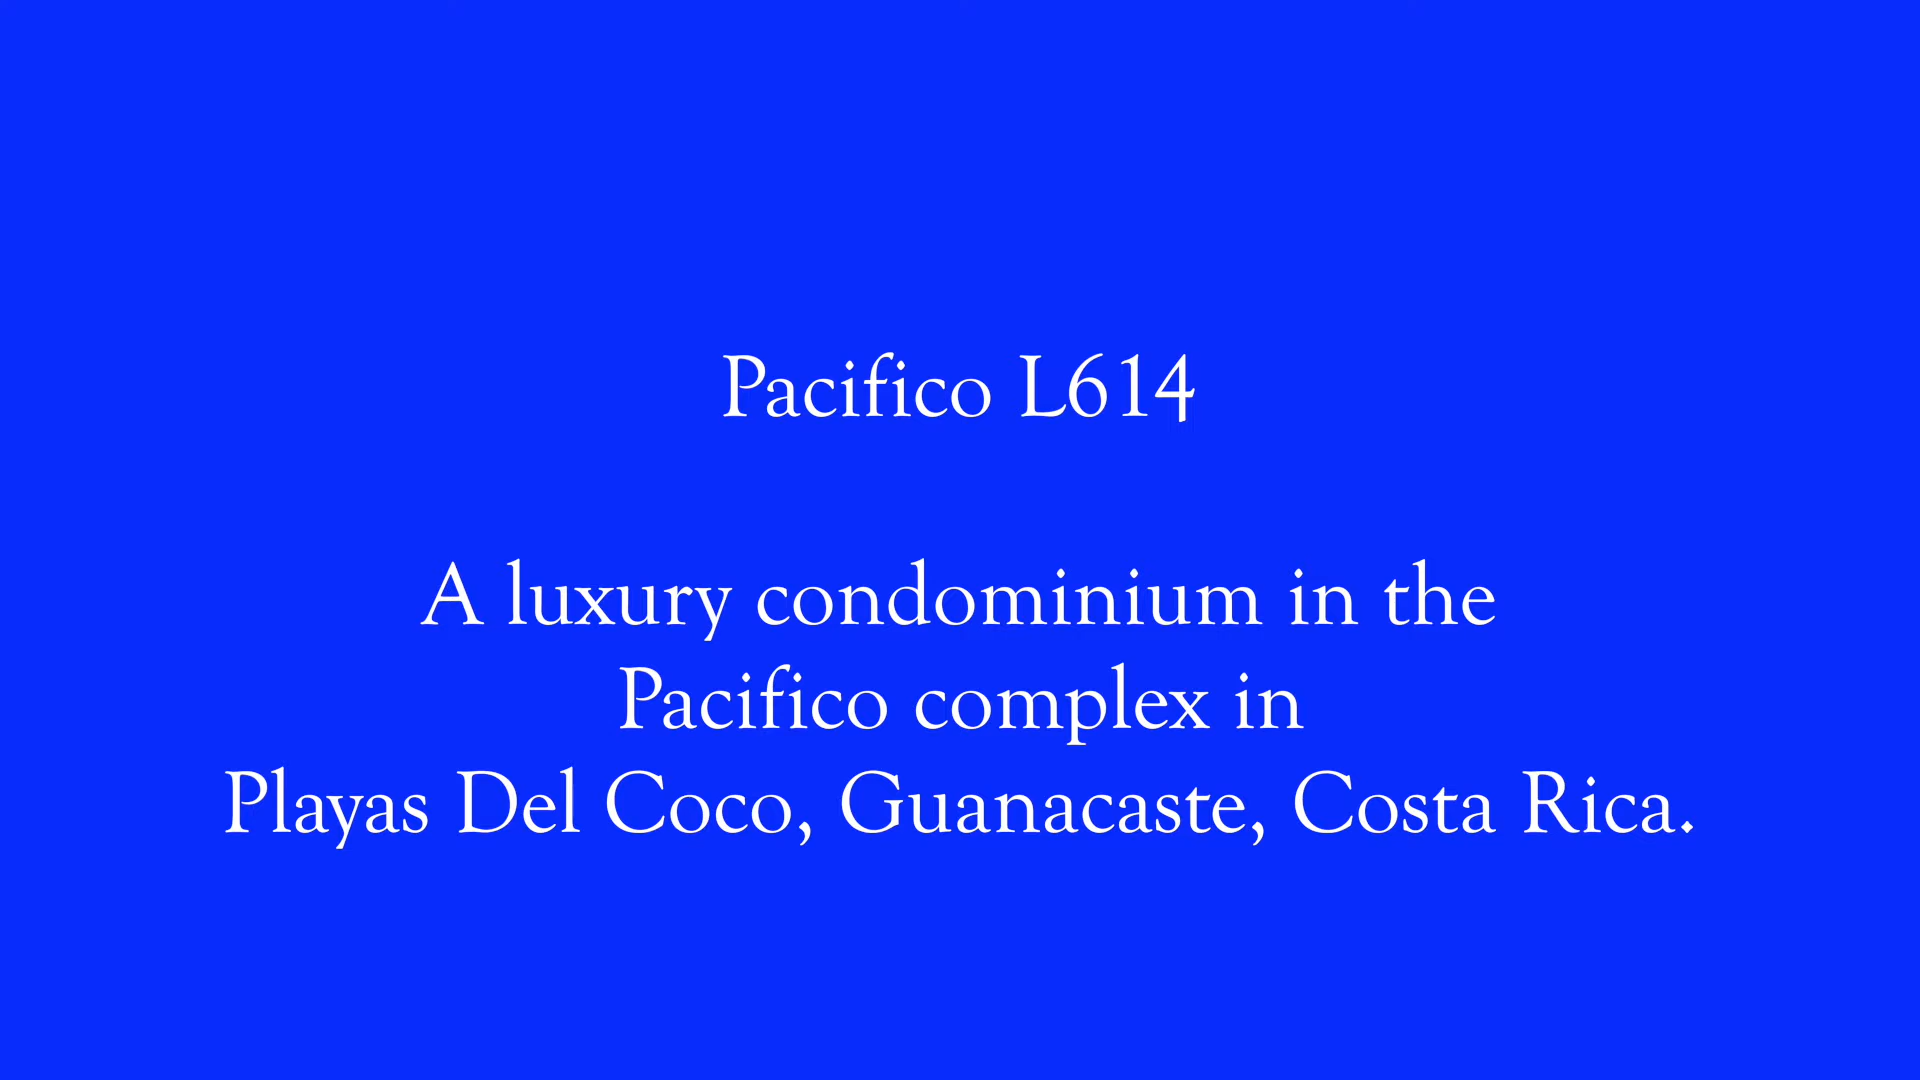 Pacifico L614
A luxury condominium in the
Pacifico complex in
Playas Del Coco, Guanacaste, Costa Rica.